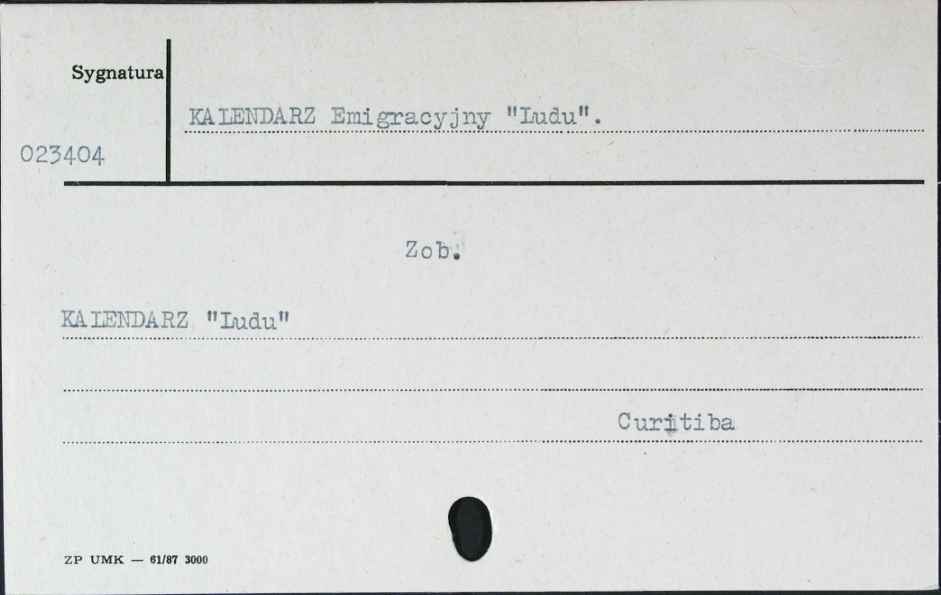 Sygnatura
KALENDARZ Emigracyjny "Ludu".
023404
Zob.
KALENDARZ "Ludu"
Curitiba
ZP UMK — 61/87 3000